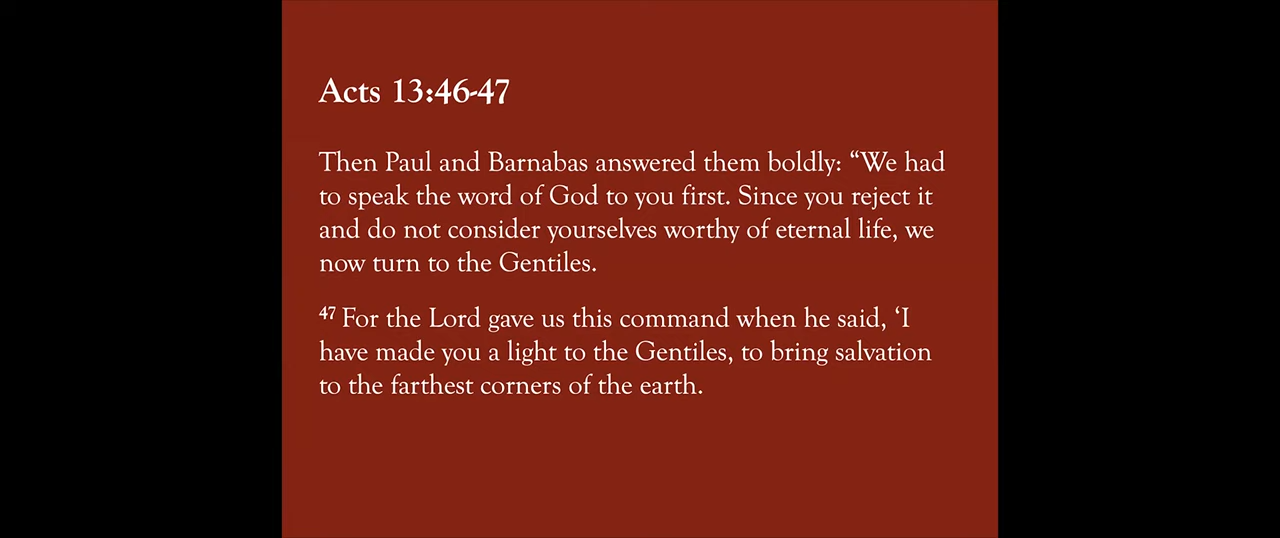 Acts 13:46-47
Then Paul and Barnabas answered them boldly: “We had
to speak the word of God to you first. Since you reject it
and do not consider yourselves worthy of eternal life, we
now turn to the Gentiles.
47 For the Lord gave us this command when he said, ‘I
have made you a light to the Gentiles, to bring salvation
to the farthest corners of the earth.